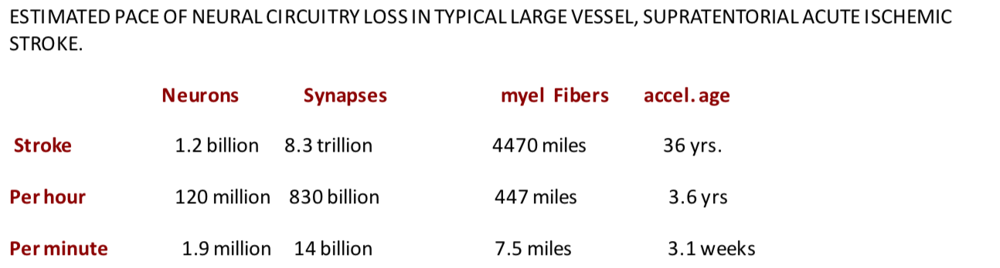 ESTIMATED PACE OF NEURAL CIRCUITRY LOSS IN TYPICAL LARGE VESSEL, SUPRATENTORIAL ACUTE ISCHEMIC
STROKE.
Neurons Synapses myel Fibers accel. age
Stroke 1.2 billion 8.3 trillion 4470 miles 36 yrs.
Per hour 120 million 830 billion 447 miles 3.6 yrs
Per minute 1.9 million 14 billion 7.5 miles 3.1 weeks